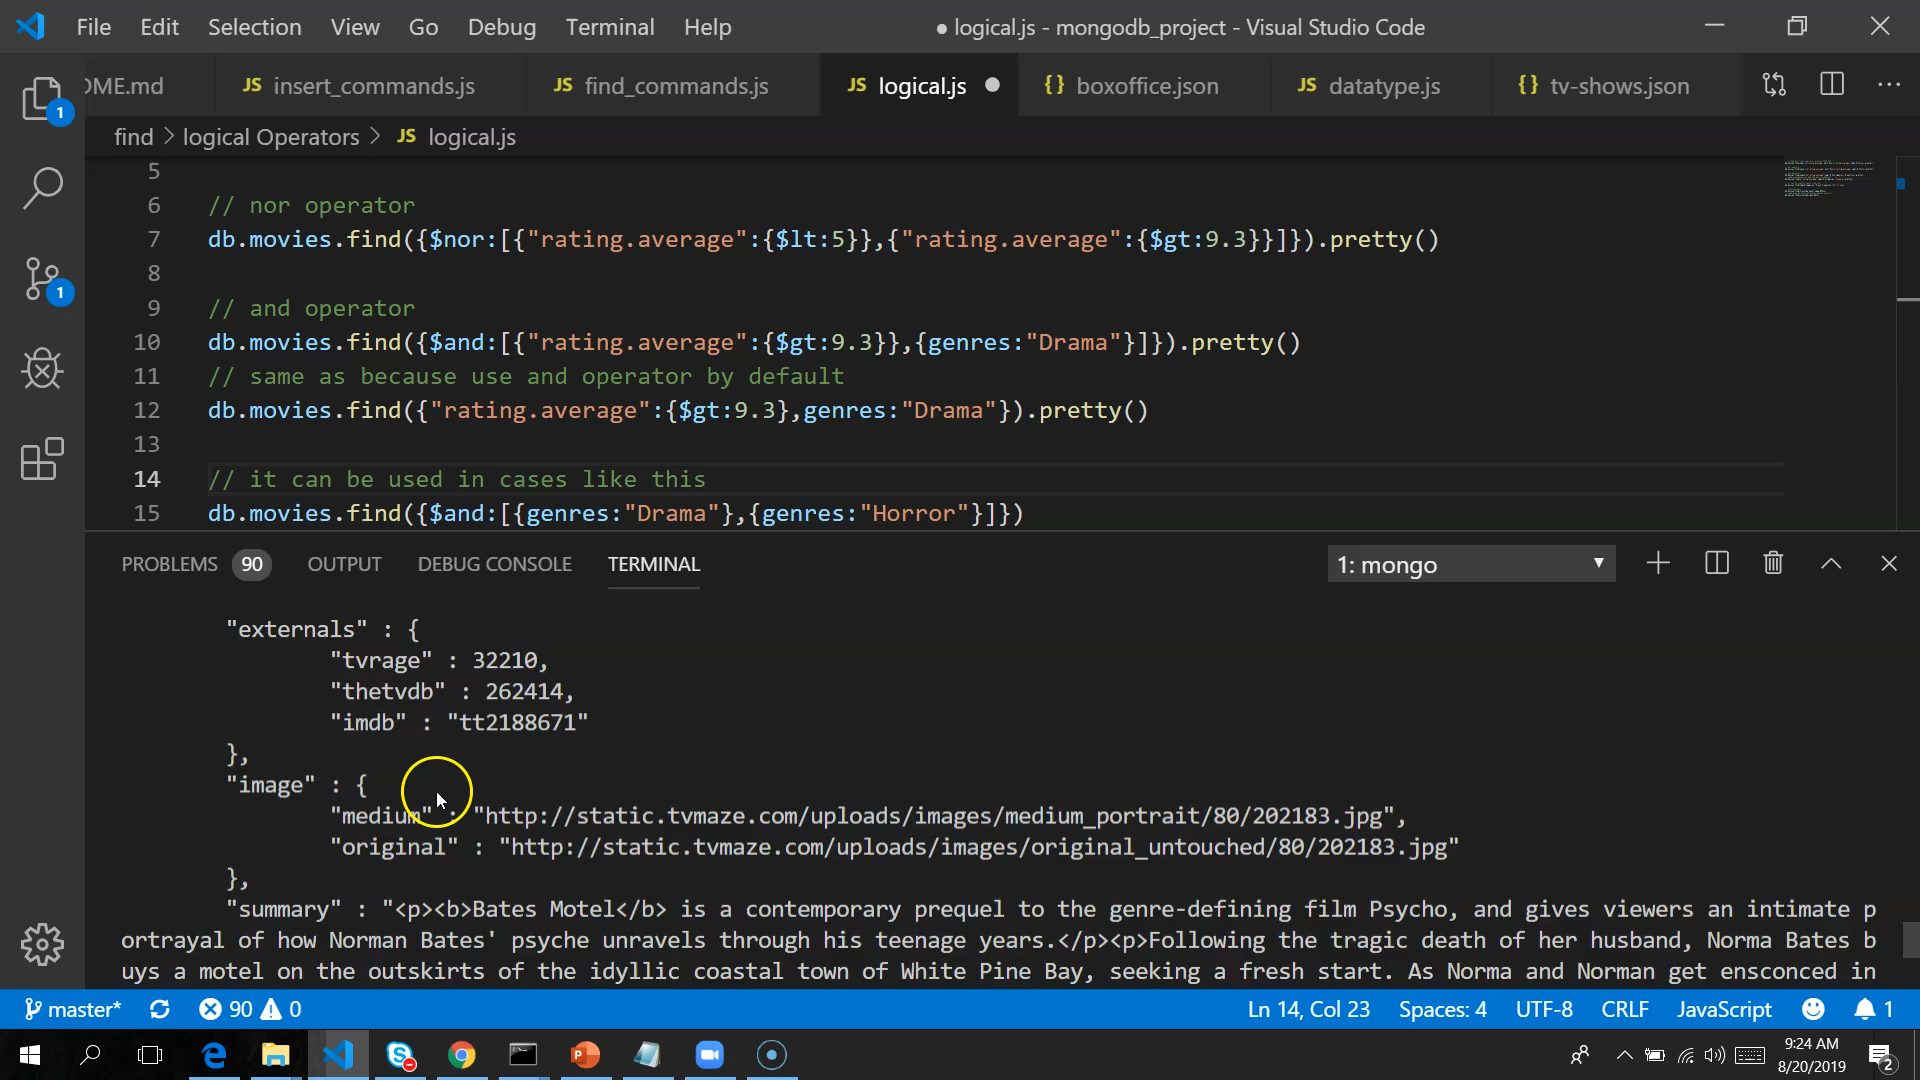 File Edit Selection View Go Debug Terminal Help
● logical.js - mongodb_project - Visual Studio Code
OME.md
JS insert_commands.js
JS find_commands.js
JS logical.js
{} boxoffice.json
JS datatype.js
{} tv-shows.json
find > logical Operators > JS logical.js
5
6 // nor operator
7 db.movies.find({$nor:[{"rating.average":{$lt:5}},{"rating.average":{$gt:9.3}}]}).pretty()
8
9 // and operator
10 db.movies.find({$and:[{"rating.average":{$gt:9.3}},{genres:"Drama"}]}).pretty()
11 // same as because use and operator by default
12 db.movies.find({"rating.average":{$gt:9.3},genres:"Drama"}).pretty()
13
14 // it can be used in cases like this
15 db.movies.find({$and:[{genres:"Drama"},{genres:"Horror"}]})
PROBLEMS 90 OUTPUT DEBUG CONSOLE TERMINAL
1: mongo
"externals" : {
"tvrage" : 32210,
"thetvdb" : 262414,
"imdb" : "tt2188671"
},
"image" : {
"medium" : "http://static.tvmaze.com/uploads/images/medium_portrait/80/202183.jpg",
"original" : "http://static.tvmaze.com/uploads/images/original_untouched/80/202183.jpg"
},
"summary" : "<p><b>Bates Motel</b> is a contemporary prequel to the genre-defining film Psycho, and gives viewers an intimate p
ortrayal of how Norman Bates' psyche unravels through his teenage years.</p><p>Following the tragic death of her husband, Norma Bates b
uys a motel on the outskirts of the idyllic coastal town of White Pine Bay, seeking a fresh start. As Norma and Norman get ensconced in
1
1
master* 90 0
Ln 14, Col 23 Spaces: 4 UTF-8 CRLF JavaScript 1
9:24 AM
8/20/2019
2